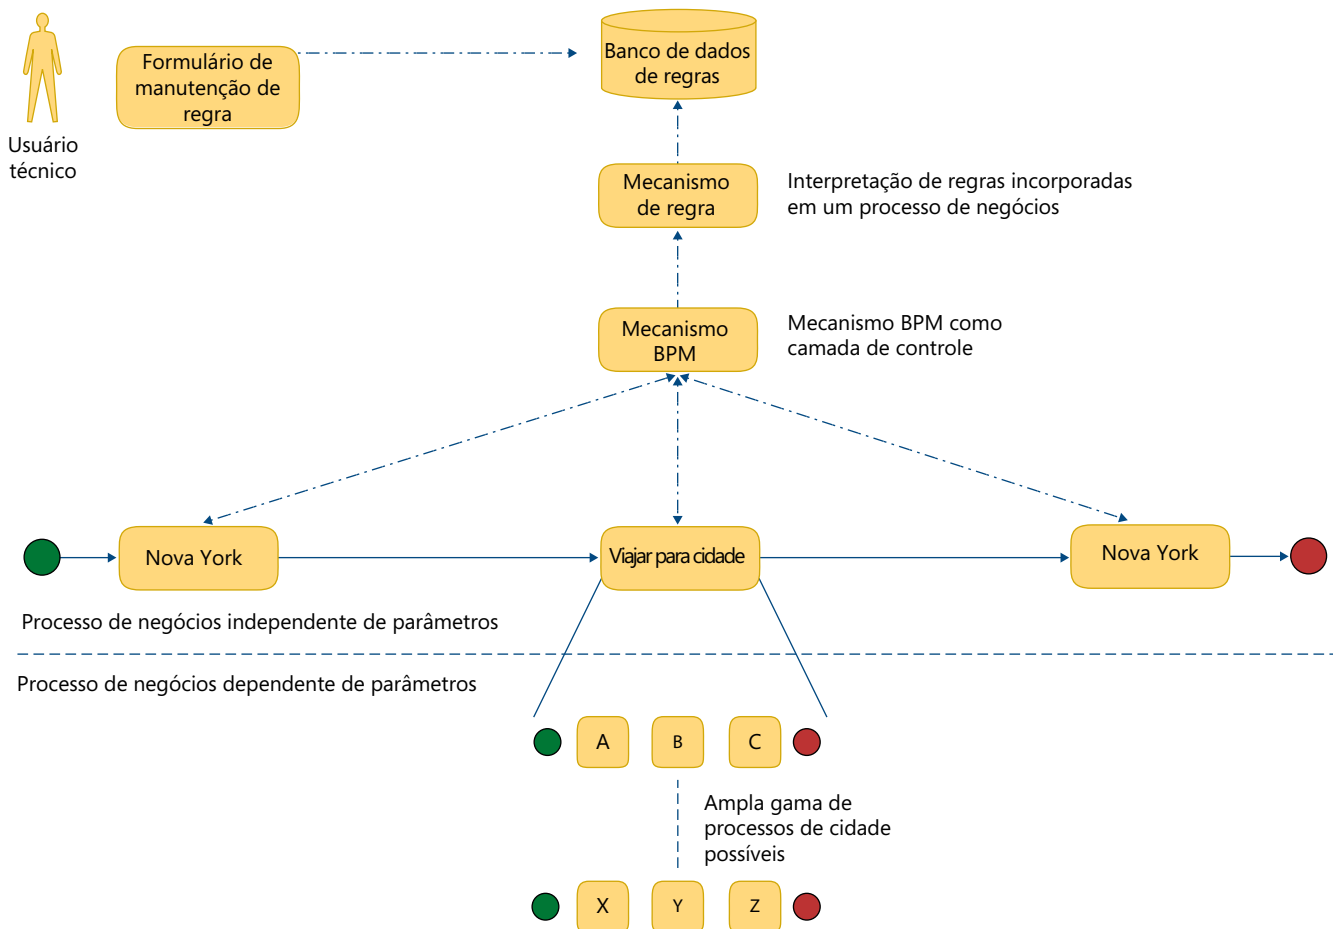 Usuário
técnico
Formulário de
manutenção de
regra
Banco de dados
de regras
Mecanismo
de regra
Interpretação de regras incorporadas
em um processo de negócios
Mecanismo
BPM
Mecanismo BPM como
camada de controle
Nova York
Viajar para cidade
Nova York
Processo de negócios independente de parâmetros
Processo de negócios dependente de parâmetros
A
B
C
Ampla gama de
processos de cidade
possíveis
X
Y
Z